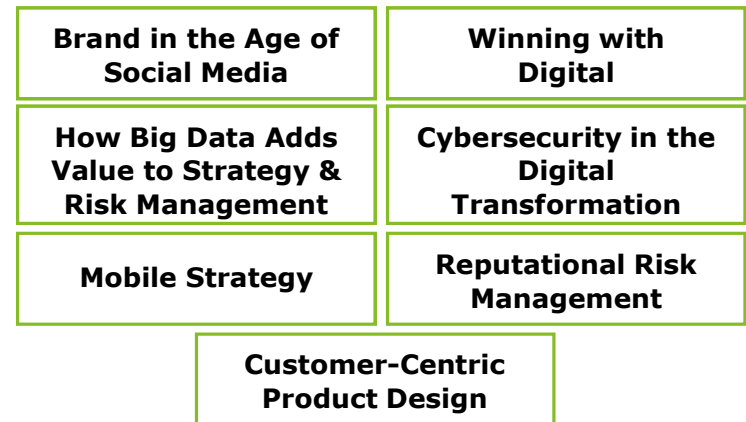 Brand in the Age of
Social Media
Winning with
Digital
How Big Data Adds
Value to Strategy &
Risk Management
Cybersecurity in the
Digital
Transformation
Mobile Strategy
Reputational Risk
Management
Customer-Centric
Product Design